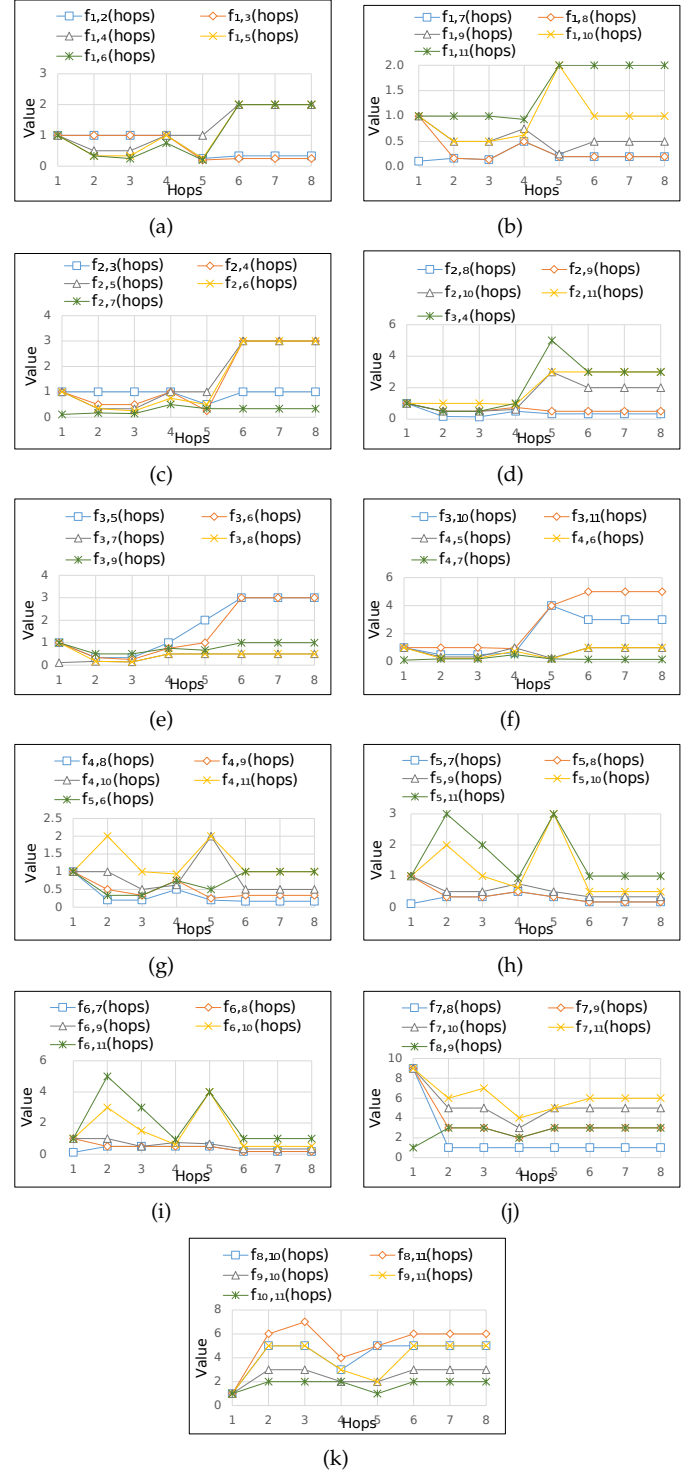 f₁,₂(hops) f₁,₃(hops)
f₁,₄(hops) f₁,₅(hops)
f₁,₆(hops)
3
2
1
0
Value
1 2 3 4 5 6 7 8
Hops
(a)
f₁,₇(hops) f₁,₈(hops)
f₁,₉(hops) f₁,₁₀(hops)
f₁,₁₁(hops)
2.0
1.5
1.0
0.5
0.0
Value
1 2 3 4 5 6 7 8
Hops
(b)
f₂,₃(hops) f₂,₄(hops)
f₂,₅(hops) f₂,₆(hops)
f₂,₇(hops)
4
3
2
1
0
Value
1 2 3 4 5 6 7 8
Hops
(c)
f₂,₈(hops) f₂,₉(hops)
f₂,₁₀(hops) f₂,₁₁(hops)
f₃,₄(hops)
6
4
2
0
Value
1 2 3 4 5 6 7 8
Hops
(d)
f₃,₅(hops) f₃,₆(hops)
f₃,₇(hops) f₃,₈(hops)
f₃,₉(hops)
4
3
2
1
0
Value
1 2 3 4 5 6 7 8
Hops
(e)
f₃,₁₀(hops) f₃,₁₁(hops)
f₄,₅(hops) f₄,₆(hops)
f₄,₇(hops)
6
4
2
0
Value
1 2 3 4 5 6 7 8
Hops
(f)
f₄,₈(hops) f₄,₉(hops)
f₄,₁₀(hops) f₄,₁₁(hops)
f₅,₆(hops)
2.5
2
1.5
1
0.5
0
Value
1 2 3 4 5 6 7 8
Hops
(g)
f₅,₇(hops) f₅,₈(hops)
f₅,₉(hops) f₅,₁₀(hops)
f₅,₁₁(hops)
3
2
1
0
Value
1 2 3 4 5 6 7 8
Hops
(h)
f₆,₇(hops) f₆,₈(hops)
f₆,₉(hops) f₆,₁₀(hops)
f₆,₁₁(hops)
6
4
2
0
Value
1 2 3 4 5 6 7 8
Hops
(i)
f₇,₈(hops) f₇,₉(hops)
f₇,₁₀(hops) f₇,₁₁(hops)
f₈,₉(hops)
10
8
6
4
2
0
Value
1 2 3 4 5 6 7 8
Hops
(j)
f₈,₁₀(hops) f₈,₁₁(hops)
f₉,₁₀(hops) f₉,₁₁(hops)
f₁₀,₁₁(hops)
8
6
4
2
0
Value
1 2 3 4 5 6 7 8
Hops
(k)